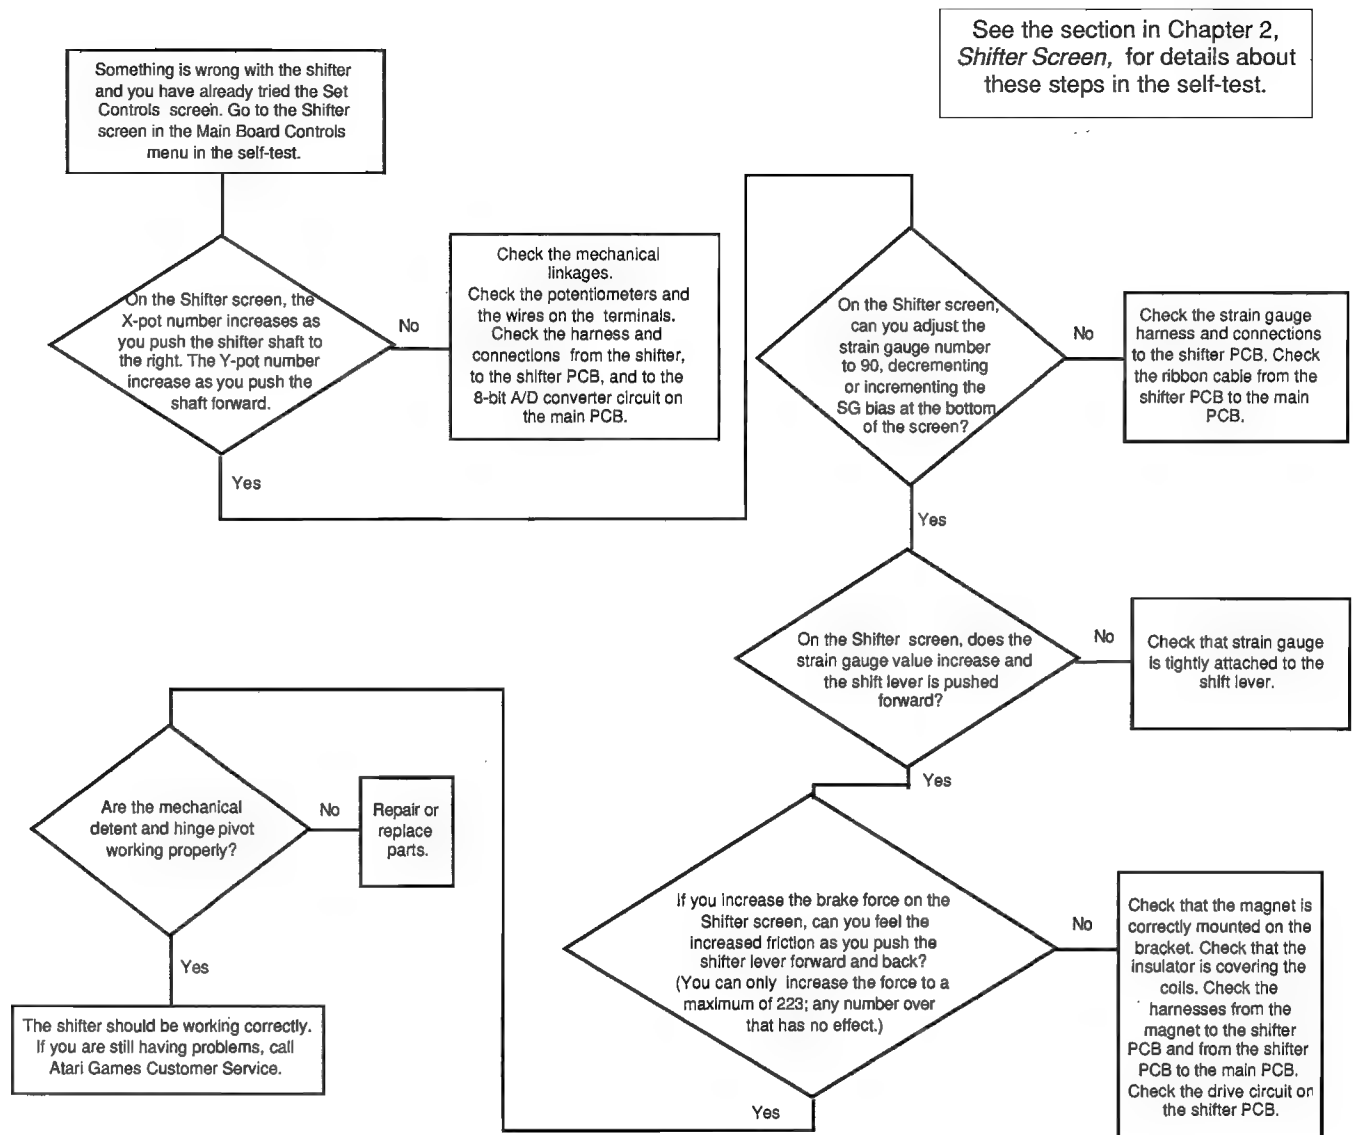 See the section in Chapter 2,
Shifter Screen, for details about
these steps in the self-test.
Something is wrong with the shifter
and you have already tried the Set
Controls screen. Go to the Shifter
screen in the Main Board Controls
menu in the self-test.
On the Shifter screen, the
X-pot number increases as
you push the shifter shaft to
the right. The Y-pot number
increase as you push the
shaft forward.
No
Check the mechanical
linkages.
Check the potentiometers and
the wires on the terminals.
Check the harness and
connections from the shifter,
to the shifter PCB, and to the
8-bit A/D converter circuit on
the main PCB.
Yes
On the Shifter screen,
can you adjust the
strain gauge number
to 90, decrementing
or incrementing the
SG bias at the bottom
of the screen?
No
Check the strain gauge
harness and connections
to the shifter PCB. Check
the ribbon cable from the
shifter PCB to the main
PCB.
Yes
On the Shifter screen, does the
strain gauge value increase and
the shift lever is pushed
forward?
No
Check that strain gauge
is tightly attached to the
shift lever.
Yes
If you increase the brake force on the
Shifter screen, can you feel the
increased friction as you push the
shifter lever forward and back?
(You can only increase the force to a
maximum of 223; any number over
that has no effect.)
No
Check that the magnet is
correctly mounted on the
bracket. Check that the
insulator is covering the
coils. Check the
harnesses from the
magnet to the shifter
PCB and from the shifter
PCB to the main PCB.
Check the drive circuit on
the shifter PCB.
Yes
Are the mechanical
detent and hinge pivot
working properly?
No
Repair or
replace
parts.
Yes
The shifter should be working correctly.
If you are still having problems, call
Atari Games Customer Service.